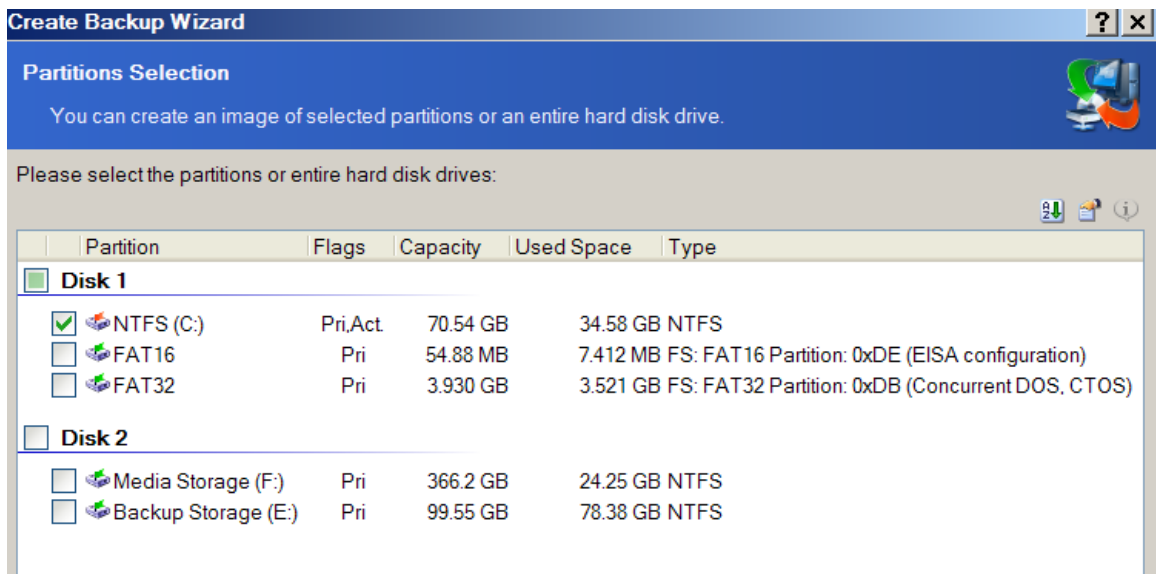 Create Backup Wizard
Partitions Selection
You can create an image of selected partitions or an entire hard disk drive.
Please select the partitions or entire hard disk drives:
Partition Flags Capacity Used Space Type
Disk 1
NTFS (C:) Pri,Act. 70.54 GB 34.58 GB NTFS
FAT16 Pri 54.88 MB 7.412 MB FS: FAT16 Partition: 0xDE (EISA configuration)
FAT32 Pri 3.930 GB 3.521 GB FS: FAT32 Partition: 0xDB (Concurrent DOS, CTOS)
Disk 2
Media Storage (F:) Pri 366.2 GB 24.25 GB NTFS
Backup Storage (E:) Pri 99.55 GB 78.38 GB NTFS